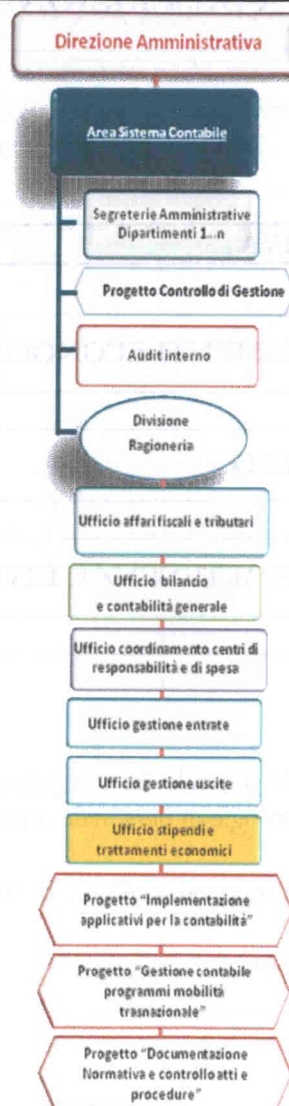 Direzione Amministrativa
Area Sistema Contabile
Segreterie Amministrative
Dipartimenti 1...n
Progetto Controllo di Gestione
Audit interno
Divisione
Ragioneria
Ufficio affari fiscali e tributari
Ufficio bilancio
e contabilità generale
Ufficio coordinamento centri di
responsabilità e di spesa
Ufficio gestione entrate
Ufficio gestione uscite
Ufficio stipendi e
trattamenti economici
Progetto "Implementazione
applicativi per la contabilità"
Progetto "Gestione contabile
programmi mobilità
trasnazionale"
Progetto "Documentazione
Normativa e controllo atti e
procedure"